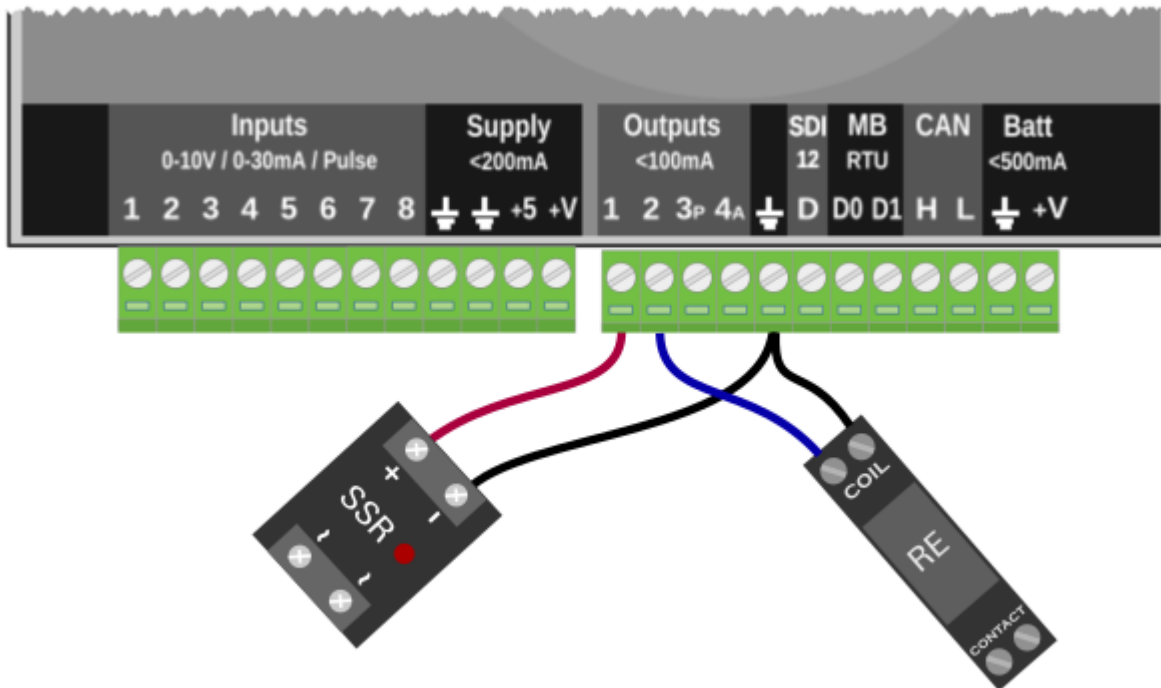 Inputs
0-10V / 0-30mA / Pulse
1 2 3 4 5 6 7 8
Supply
<200mA
+5 +V
Outputs
<100mA
1 2 3P 4A
SDI
12
D
MB
RTU
D0 D1
CAN
H L
Batt
<500mA
+V
+
-
SSR
~
~
COIL
RE
CONTACT